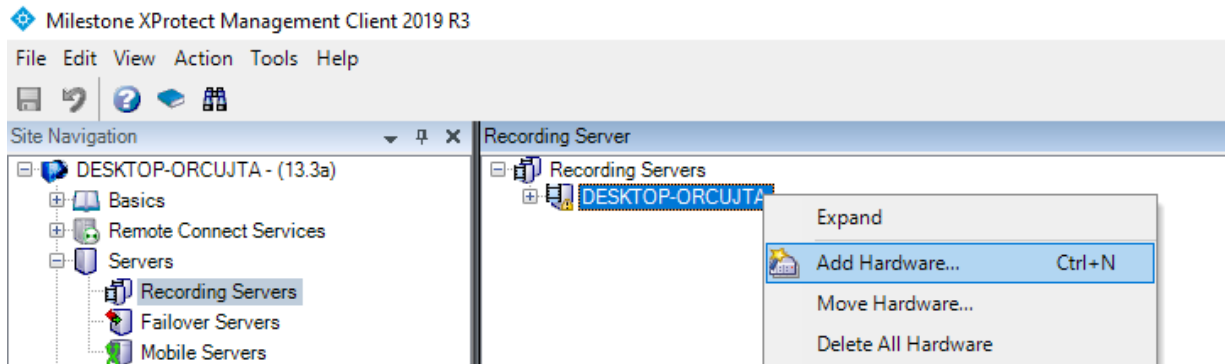 Milestone XProtect Management Client 2019 R3
File Edit View Action Tools Help
Site Navigation
DESKTOP-ORCUJTA - (13.3a)
Basics
Remote Connect Services
Servers
Recording Servers
Failover Servers
Mobile Servers
Recording Server
Recording Servers
DESKTOP-ORCUJTA
Expand
Add Hardware... Ctrl+N
Move Hardware...
Delete All Hardware